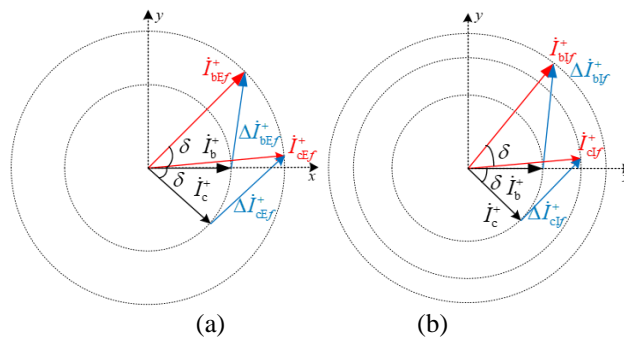 y
İ⁺bEf
Δİ⁺bEf
İ⁺b
İ⁺cEf
δ
x
δ
İ⁺c
Δİ⁺cEf
(a)
y
İ⁺bIf
Δİ⁺bIf
δ
İ⁺cIf
x
δ
İ⁺b
İ⁺c
Δİ⁺cIf
(b)